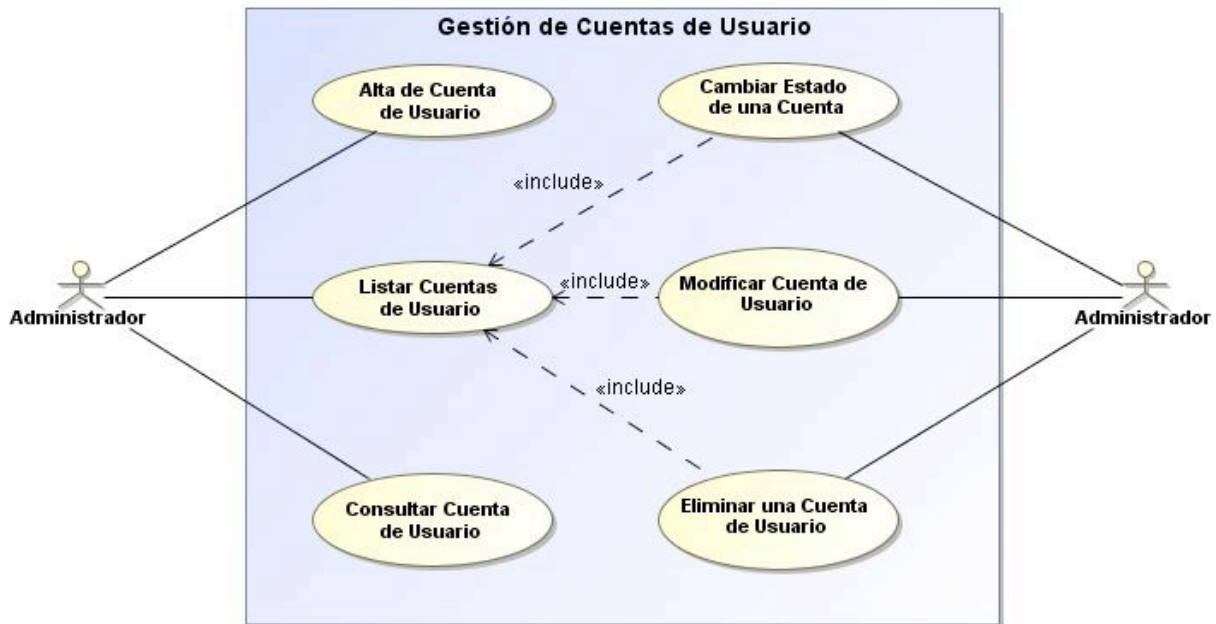 Gestión de Cuentas de Usuario
Alta de Cuenta
de Usuario
Cambiar Estado
de una Cuenta
«include»
Listar Cuentas
de Usuario
«include»
Modificar Cuenta de
Usuario
Administrador
Administrador
«include»
Consultar Cuenta
de Usuario
Eliminar una Cuenta
de Usuario